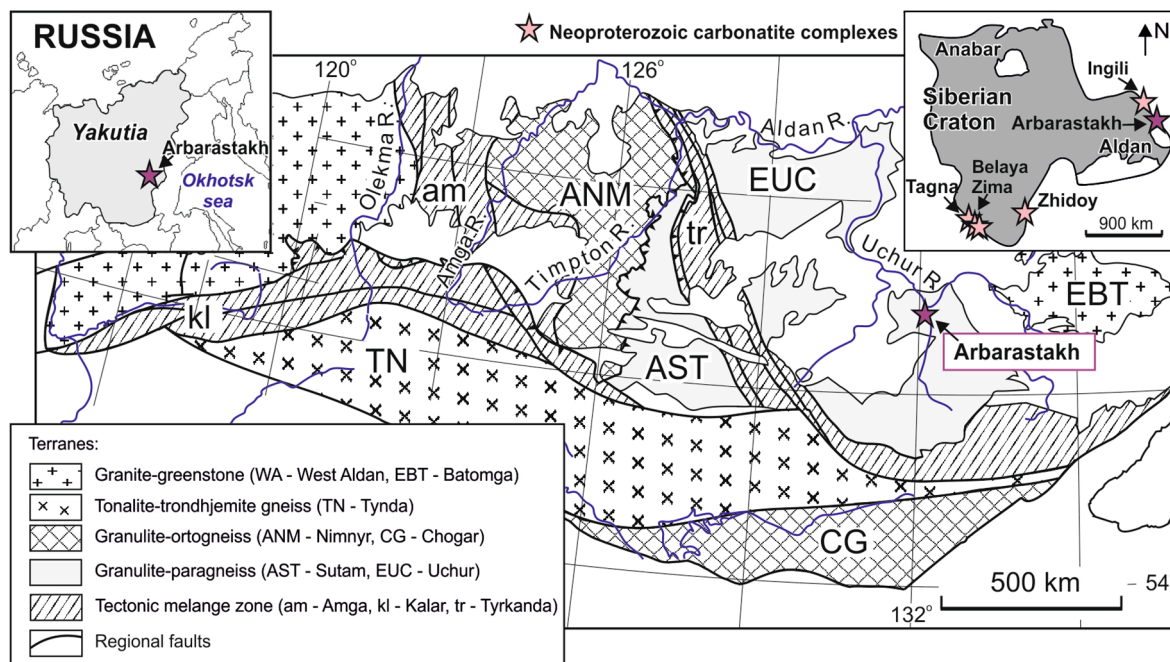 RUSSIA
Yakutia
Arbarastakh
Okhotsk
sea
Neoproterozoic carbonatite complexes
N
Anabar
Ingili
Siberian
Craton
Arbarastakh
Aldan
Belaya
Zima
Tagna
Zhidoy
900 km
120°
126°
Olekma R.
am
Amga R.
ANM
Timpton R.
Aldan R.
EUC
tr
Uchur R.
EBT
kl
TN
AST
Arbarastakh
CG
132°
500 km
54
Terranes:
Granite-greenstone (WA - West Aldan, EBT - Batomga)
Tonalite-trondhjemite gneiss (TN - Tynda)
Granulite-ortogneiss (ANM - Nimnyr, CG - Chogar)
Granulite-paragneiss (AST - Sutam, EUC - Uchur)
Tectonic melange zone (am - Amga, kl - Kalar, tr - Tyrkanda)
Regional faults